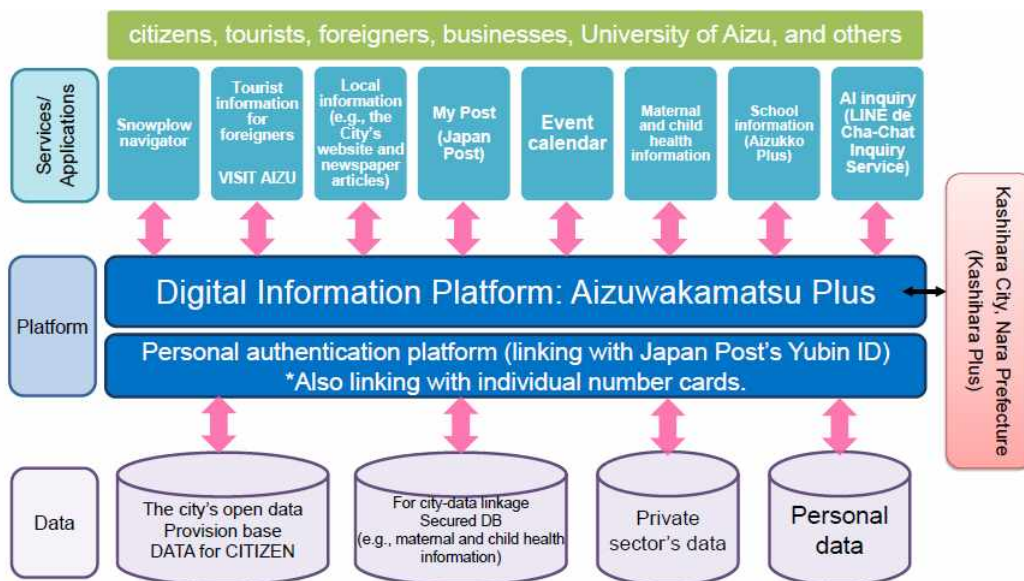 citizens, tourists, foreigners, businesses, University of Aizu, and others
Services/
Applications
Snowplow
navigator
Tourist
information
for
foreigners
VISIT AIZU
Local
information
(e.g., the
City's
website and
newspaper
articles)
My Post
(Japan
Post)
Event
calendar
Maternal
and child
health
information
School
information
(Aizukko
Plus)
AI inquiry
(LINE de
Cha-Chat
Inquiry
Service)
Platform
Digital Information Platform: Aizuwakamatsu Plus
Personal authentication platform (linking with Japan Post's Yubin ID)
*Also linking with individual number cards.
Kashihara City, Nara Prefecture
(Kashihara Plus)
Data
The city's open data
Provision base
DATA for CITIZEN
For city-data linkage
Secured DB
(e.g., maternal and child health
information)
Private
sector's data
Personal
data